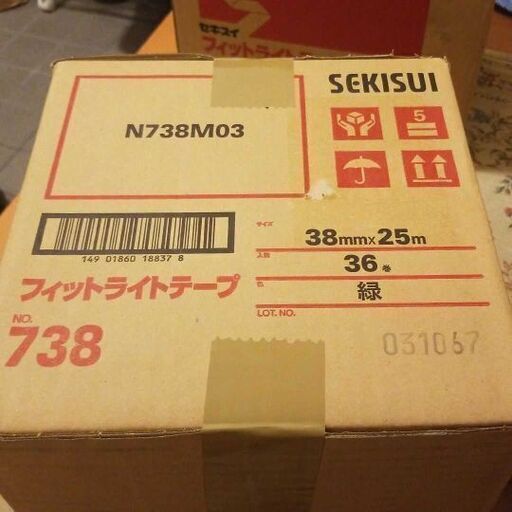 セキスイ
フィットライトテ
SEKISUI
N738M03
5
サイズ 38mm×25m
149 01860 18837 8
入数 36巻
フィットライトテープ
色 緑
NO. 738
LOT. NO.
031067